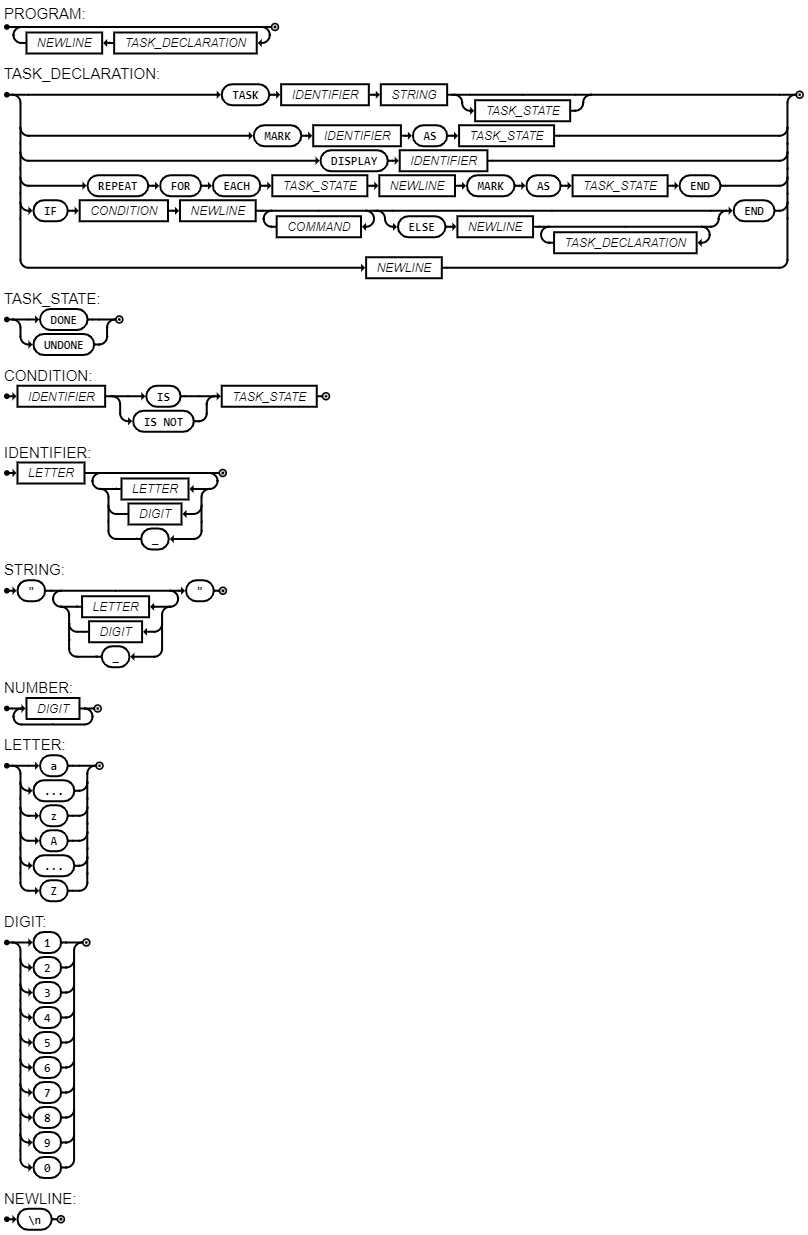 PROGRAM:
NEWLINE TASK_DECLARATION
TASK_DECLARATION:
TASK IDENTIFIER STRING
TASK_STATE
MARK IDENTIFIER AS TASK_STATE
DISPLAY IDENTIFIER
REPEAT FOR EACH TASK_STATE NEWLINE MARK AS TASK_STATE END
IF CONDITION NEWLINE END
COMMAND ELSE NEWLINE
TASK_DECLARATION
NEWLINE
TASK_STATE:
DONE
UNDONE
CONDITION:
IDENTIFIER IS TASK_STATE
IS NOT
IDENTIFIER:
LETTER
LETTER
DIGIT
_
STRING:
" "
LETTER
DIGIT
_
NUMBER:
DIGIT
LETTER:
a
...
z
A
...
Z
DIGIT:
1
2
3
4
5
6
7
8
9
0
NEWLINE:
\n